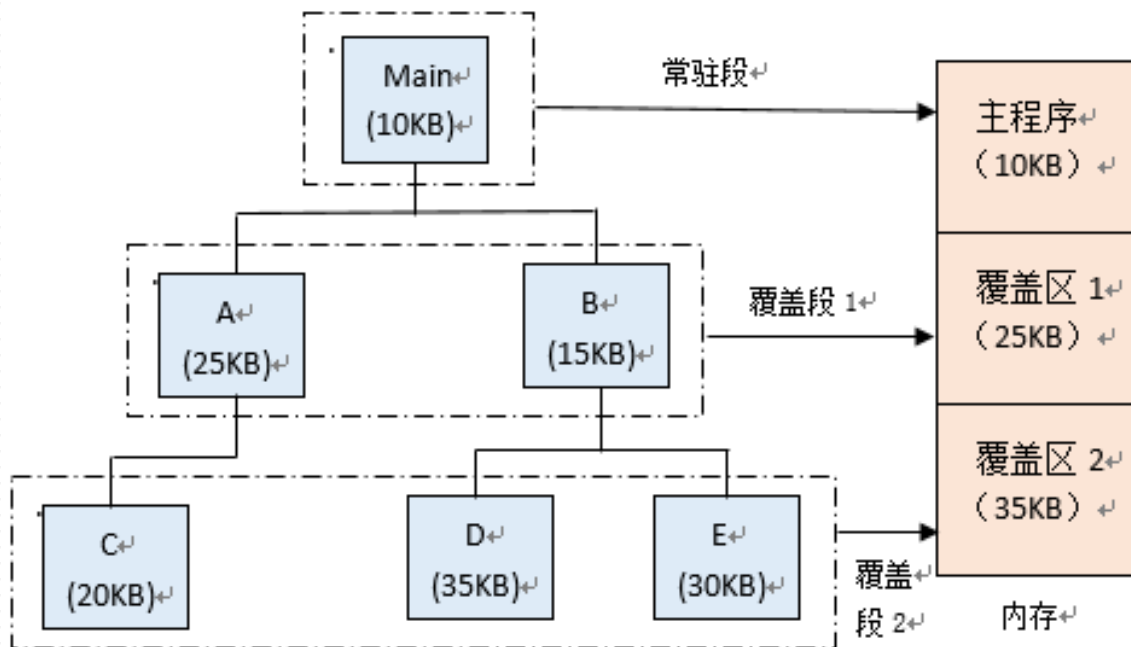 Main
(10KB)
常驻段
主程序
（10KB）
A
(25KB)
B
(15KB)
覆盖段 1
覆盖区 1
（25KB）
C
(20KB)
D
(35KB)
E
(30KB)
覆盖
段 2
覆盖区 2
（35KB）
内存